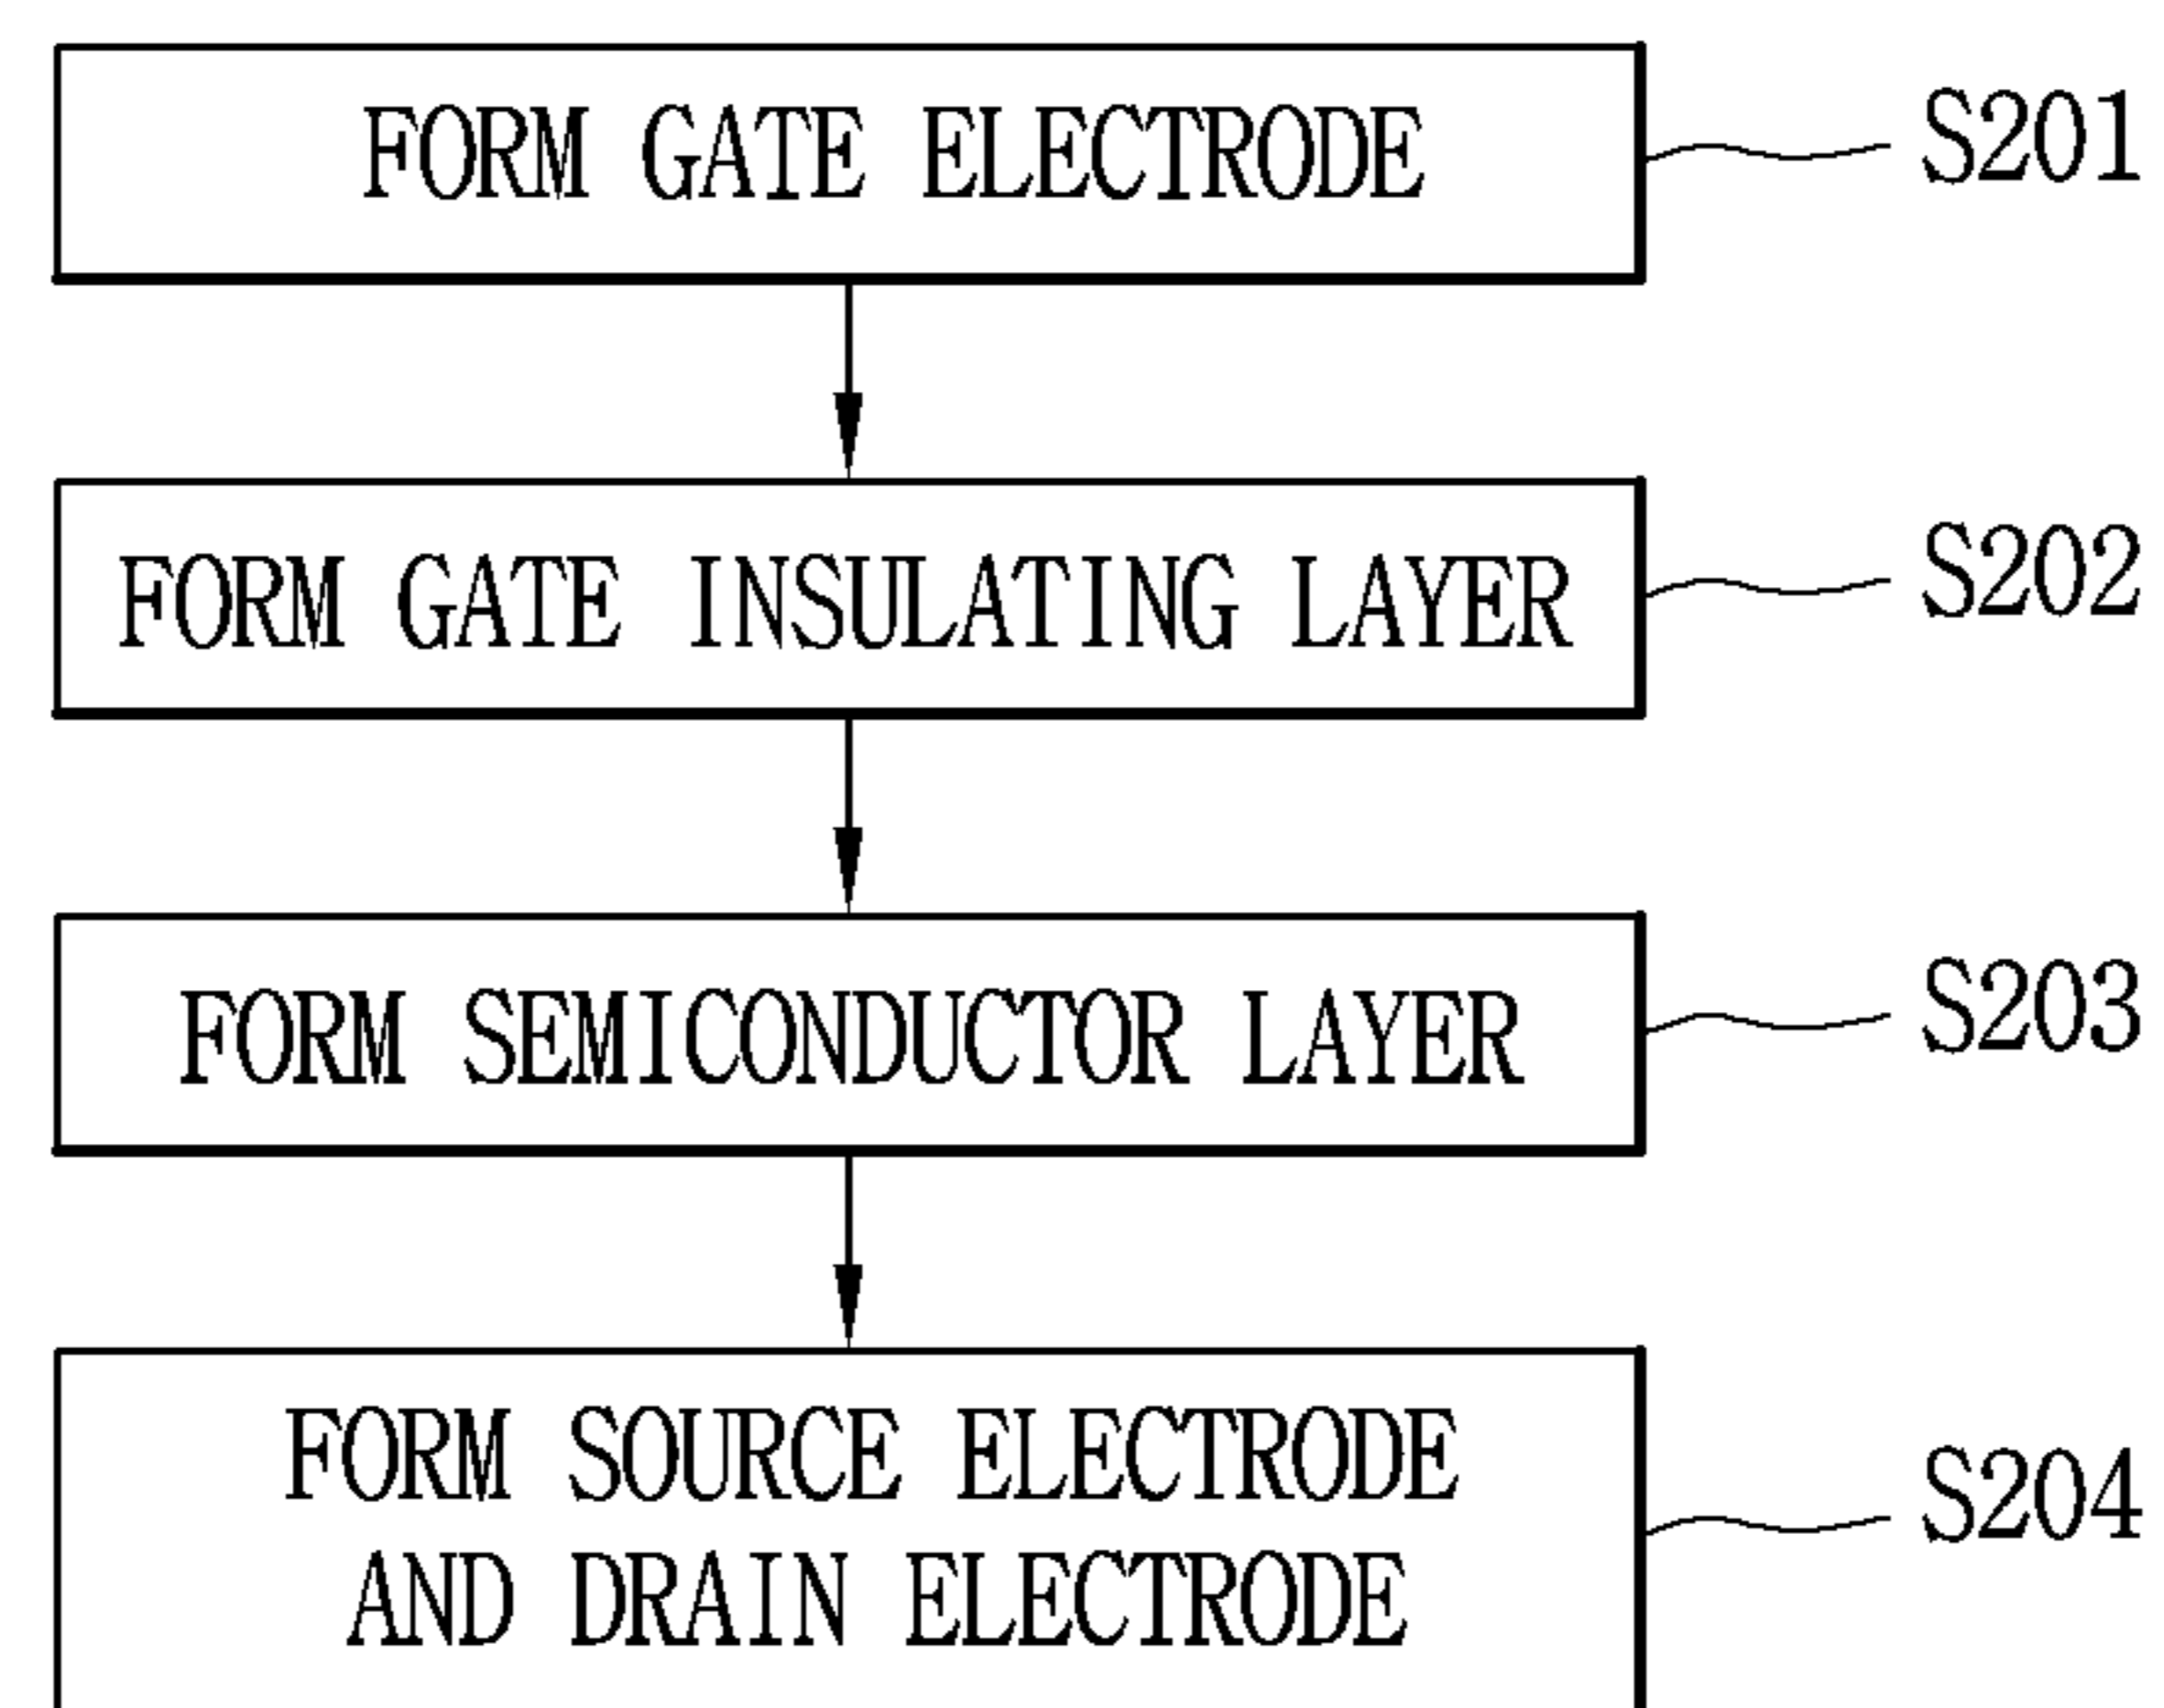 FORM GATE ELECTRODE
S201
FORM GATE INSULATING LAYER
S202
FORM SEMICONDUCTOR LAYER
S203
FORM SOURCE ELECTRODE
AND DRAIN ELECTRODE
S204